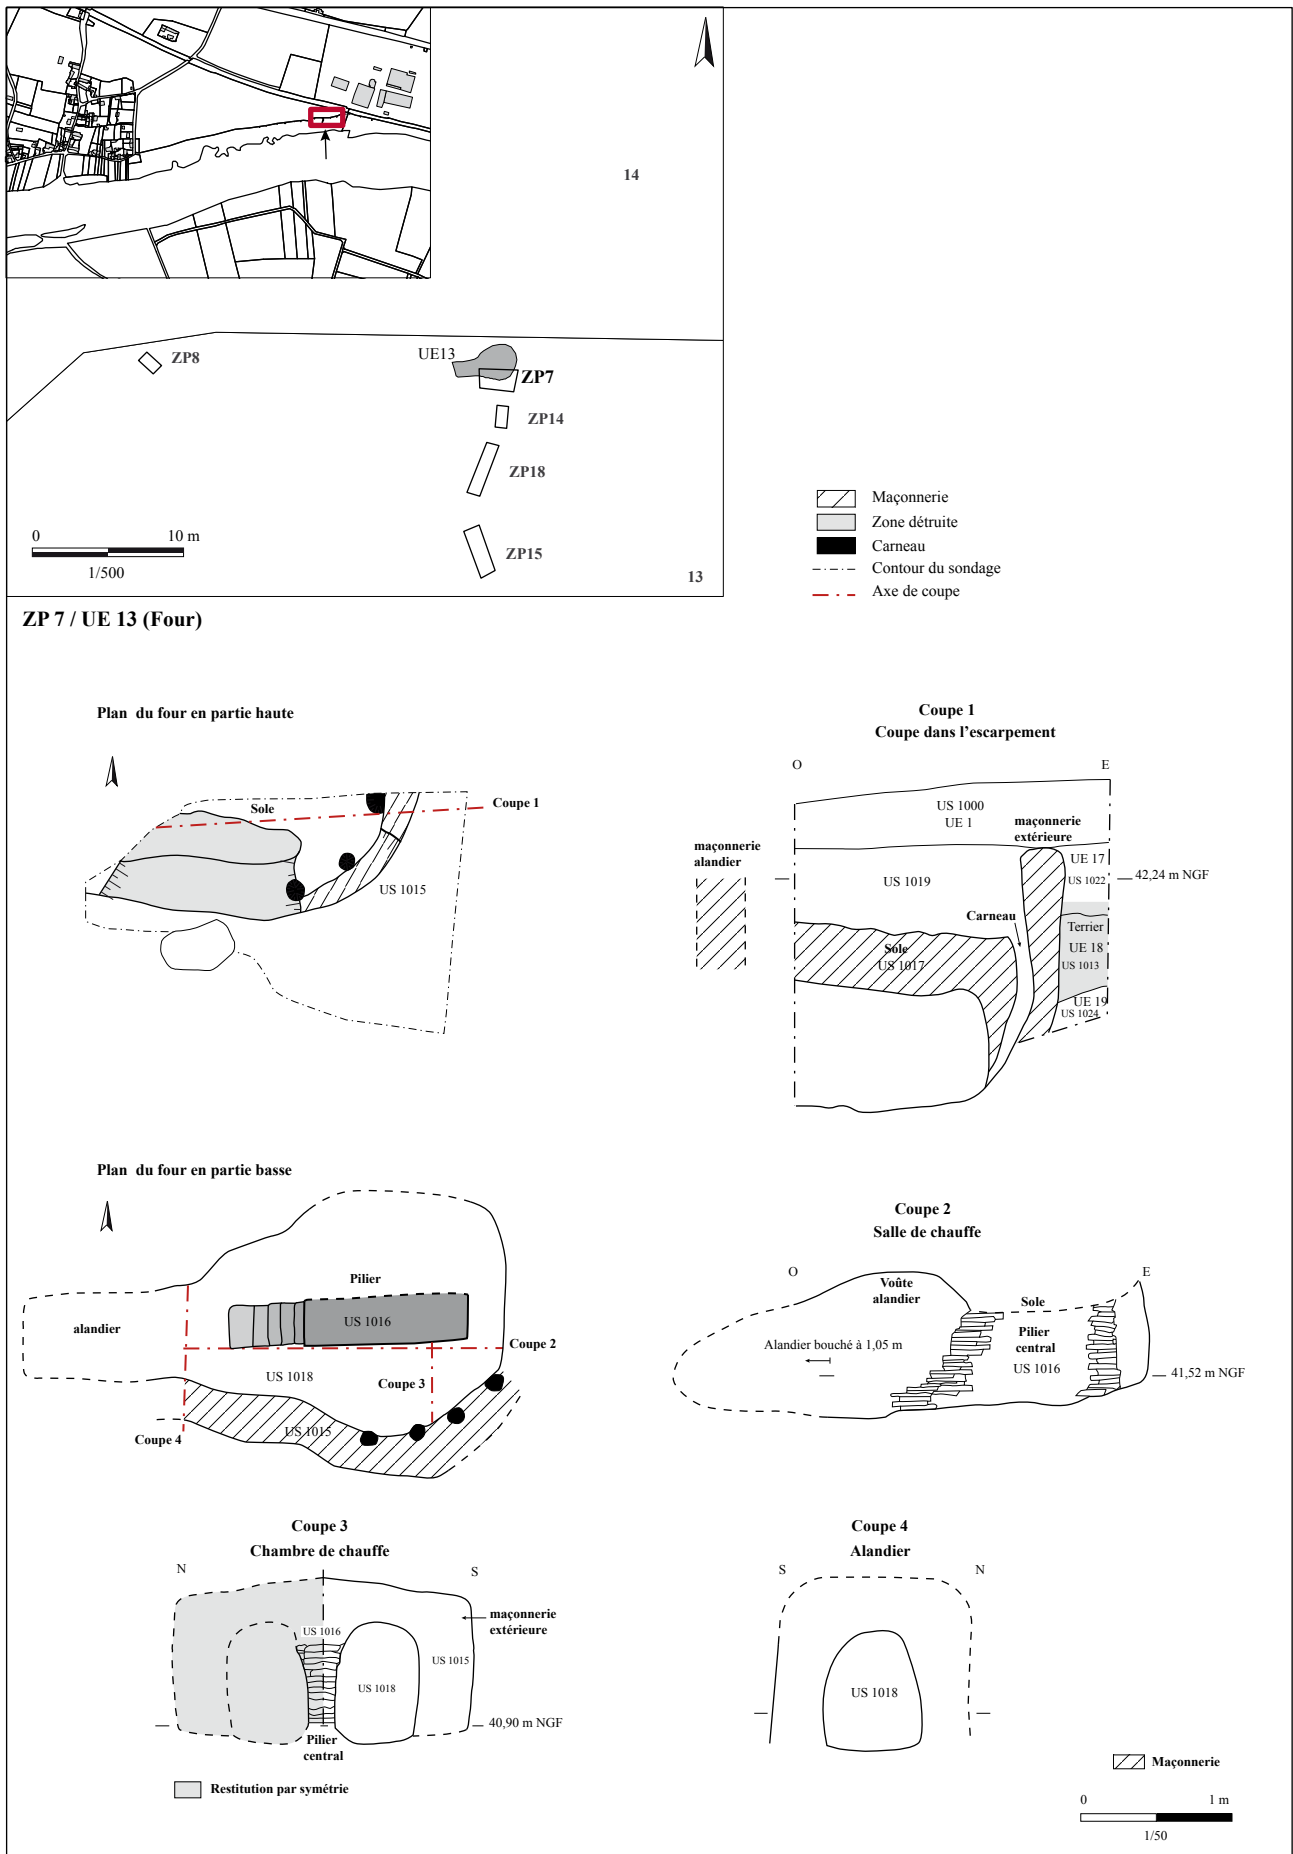 14
ZP8
UE13
ZP7
ZP14
ZP18
ZP15
0 10 m
1/500
13
Maçonnerie
Zone détruite
Carneau
Contour du sondage
Axe de coupe
ZP 7 / UE 13 (Four)
Plan du four en partie haute
Sole
Coupe 1
US 1015
Coupe 1
Coupe dans l'escarpement
O E
US 1000
UE 1
maçonnerie
extérieure
maçonnerie
alandier
UE 17
US 1019
US 1022
42,24 m NGF
Carneau
Terrier
Sole
UE 18
US 1017
US 1013
UE 19
US 1024
Plan du four en partie basse
Pilier
alandier
US 1016
Coupe 2
US 1018
Coupe 3
US 1015
Coupe 4
Coupe 2
Salle de chauffe
O E
Voûte
alandier
Sole
Alandier bouché à 1,05 m
Pilier
central
US 1016
41,52 m NGF
Coupe 3
Chambre de chauffe
N S
maçonnerie
extérieure
US 1016
US 1015
US 1018
40,90 m NGF
Pilier
central
Restitution par symétrie
Coupe 4
Alandier
S N
US 1018
Maçonnerie
0 1 m
1/50